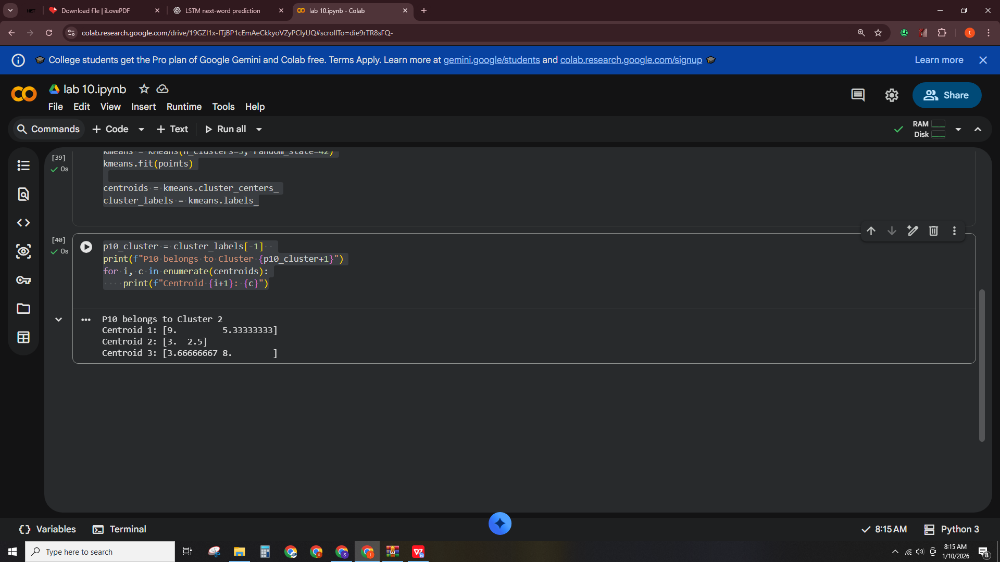 NIST
Download file | iLovePDF
LSTM next-word prediction
lab 10.ipynb - Colab
colab.research.google.com/drive/19GZI1x-ITjBP1cEmAeCkkyoVZyPCIyUQ#scrollTo=die9rTR8sFQ-
t
🎓 College students get the Pro plan of Google Gemini and Colab free. Terms Apply. Learn more at gemini.google/students and colab.research.google.com/signup 🎓
Learn more
lab 10.ipynb
Share
File Edit View Insert Runtime Tools Help
Commands + Code + Text Run all
RAM
Disk
[39]
0s
kmeans = KMeans(n_clusters=3, random_state=42)
kmeans.fit(points)
centroids = kmeans.cluster_centers_
cluster_labels = kmeans.labels_
[40]
0s
p10_cluster = cluster_labels[-1]
print(f"P10 belongs to Cluster {p10_cluster+1}")
for i, c in enumerate(centroids):
    print(f"Centroid {i+1}: {c}")
P10 belongs to Cluster 2
Centroid 1: [9.         5.33333333]
Centroid 2: [3.  2.5]
Centroid 3: [3.66666667 8.        ]
{} Variables
Terminal
8:15 AM
Python 3
Type here to search
8:15 AM
1/10/2026
8